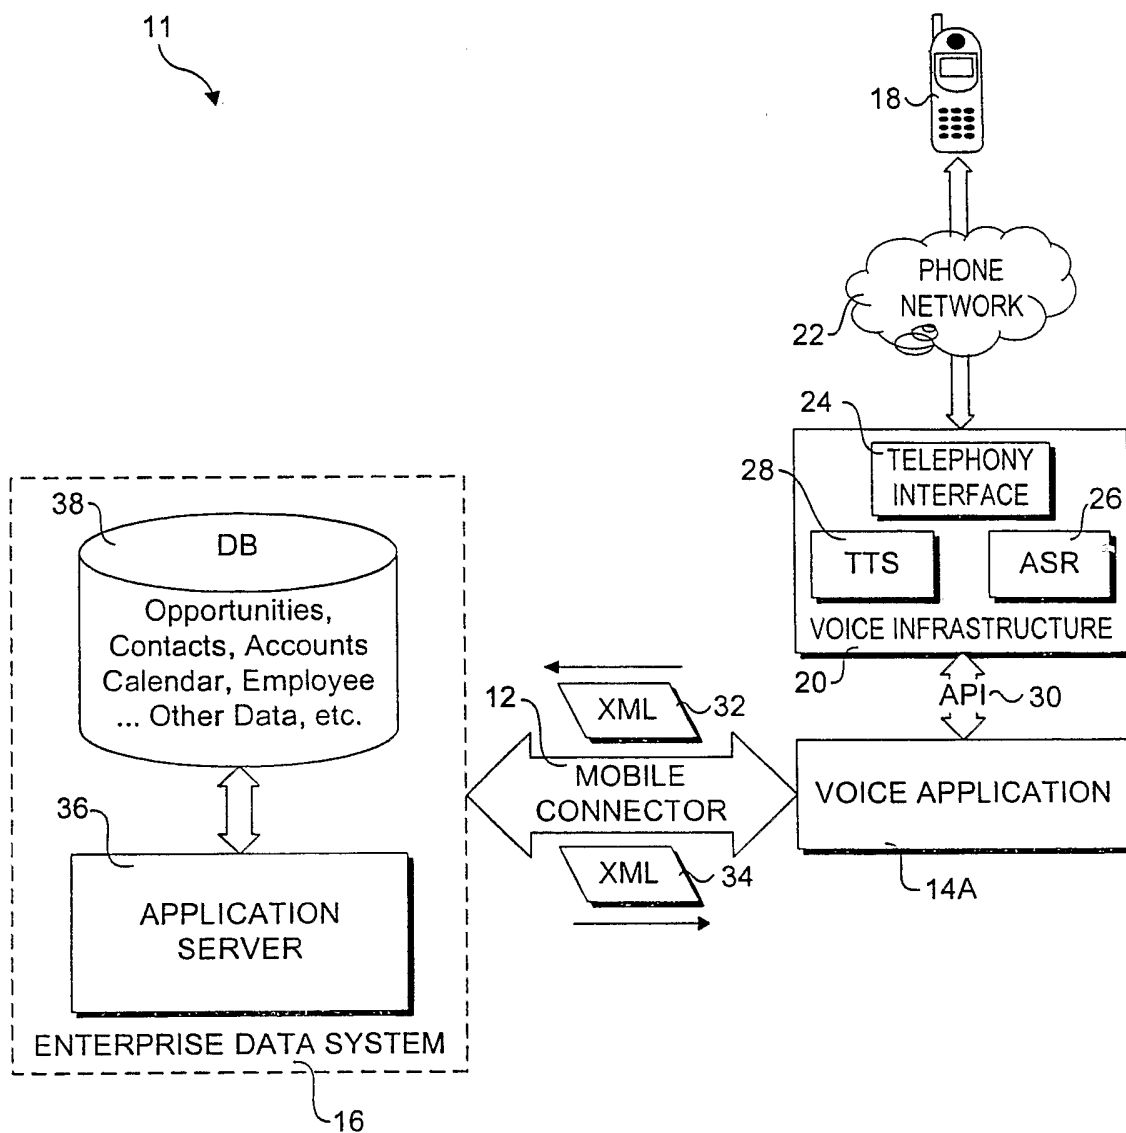 11
18
PHONE
NETWORK
22
24
TELEPHONY
INTERFACE
28
26
TTS
ASR
VOICE INFRASTRUCTURE
20
API
30
38
DB
Opportunities,
Contacts, Accounts
Calendar, Employee
... Other Data, etc.
12
XML
32
MOBILE
CONNECTOR
VOICE APPLICATION
14A
XML
34
36
APPLICATION
SERVER
ENTERPRISE DATA SYSTEM
16